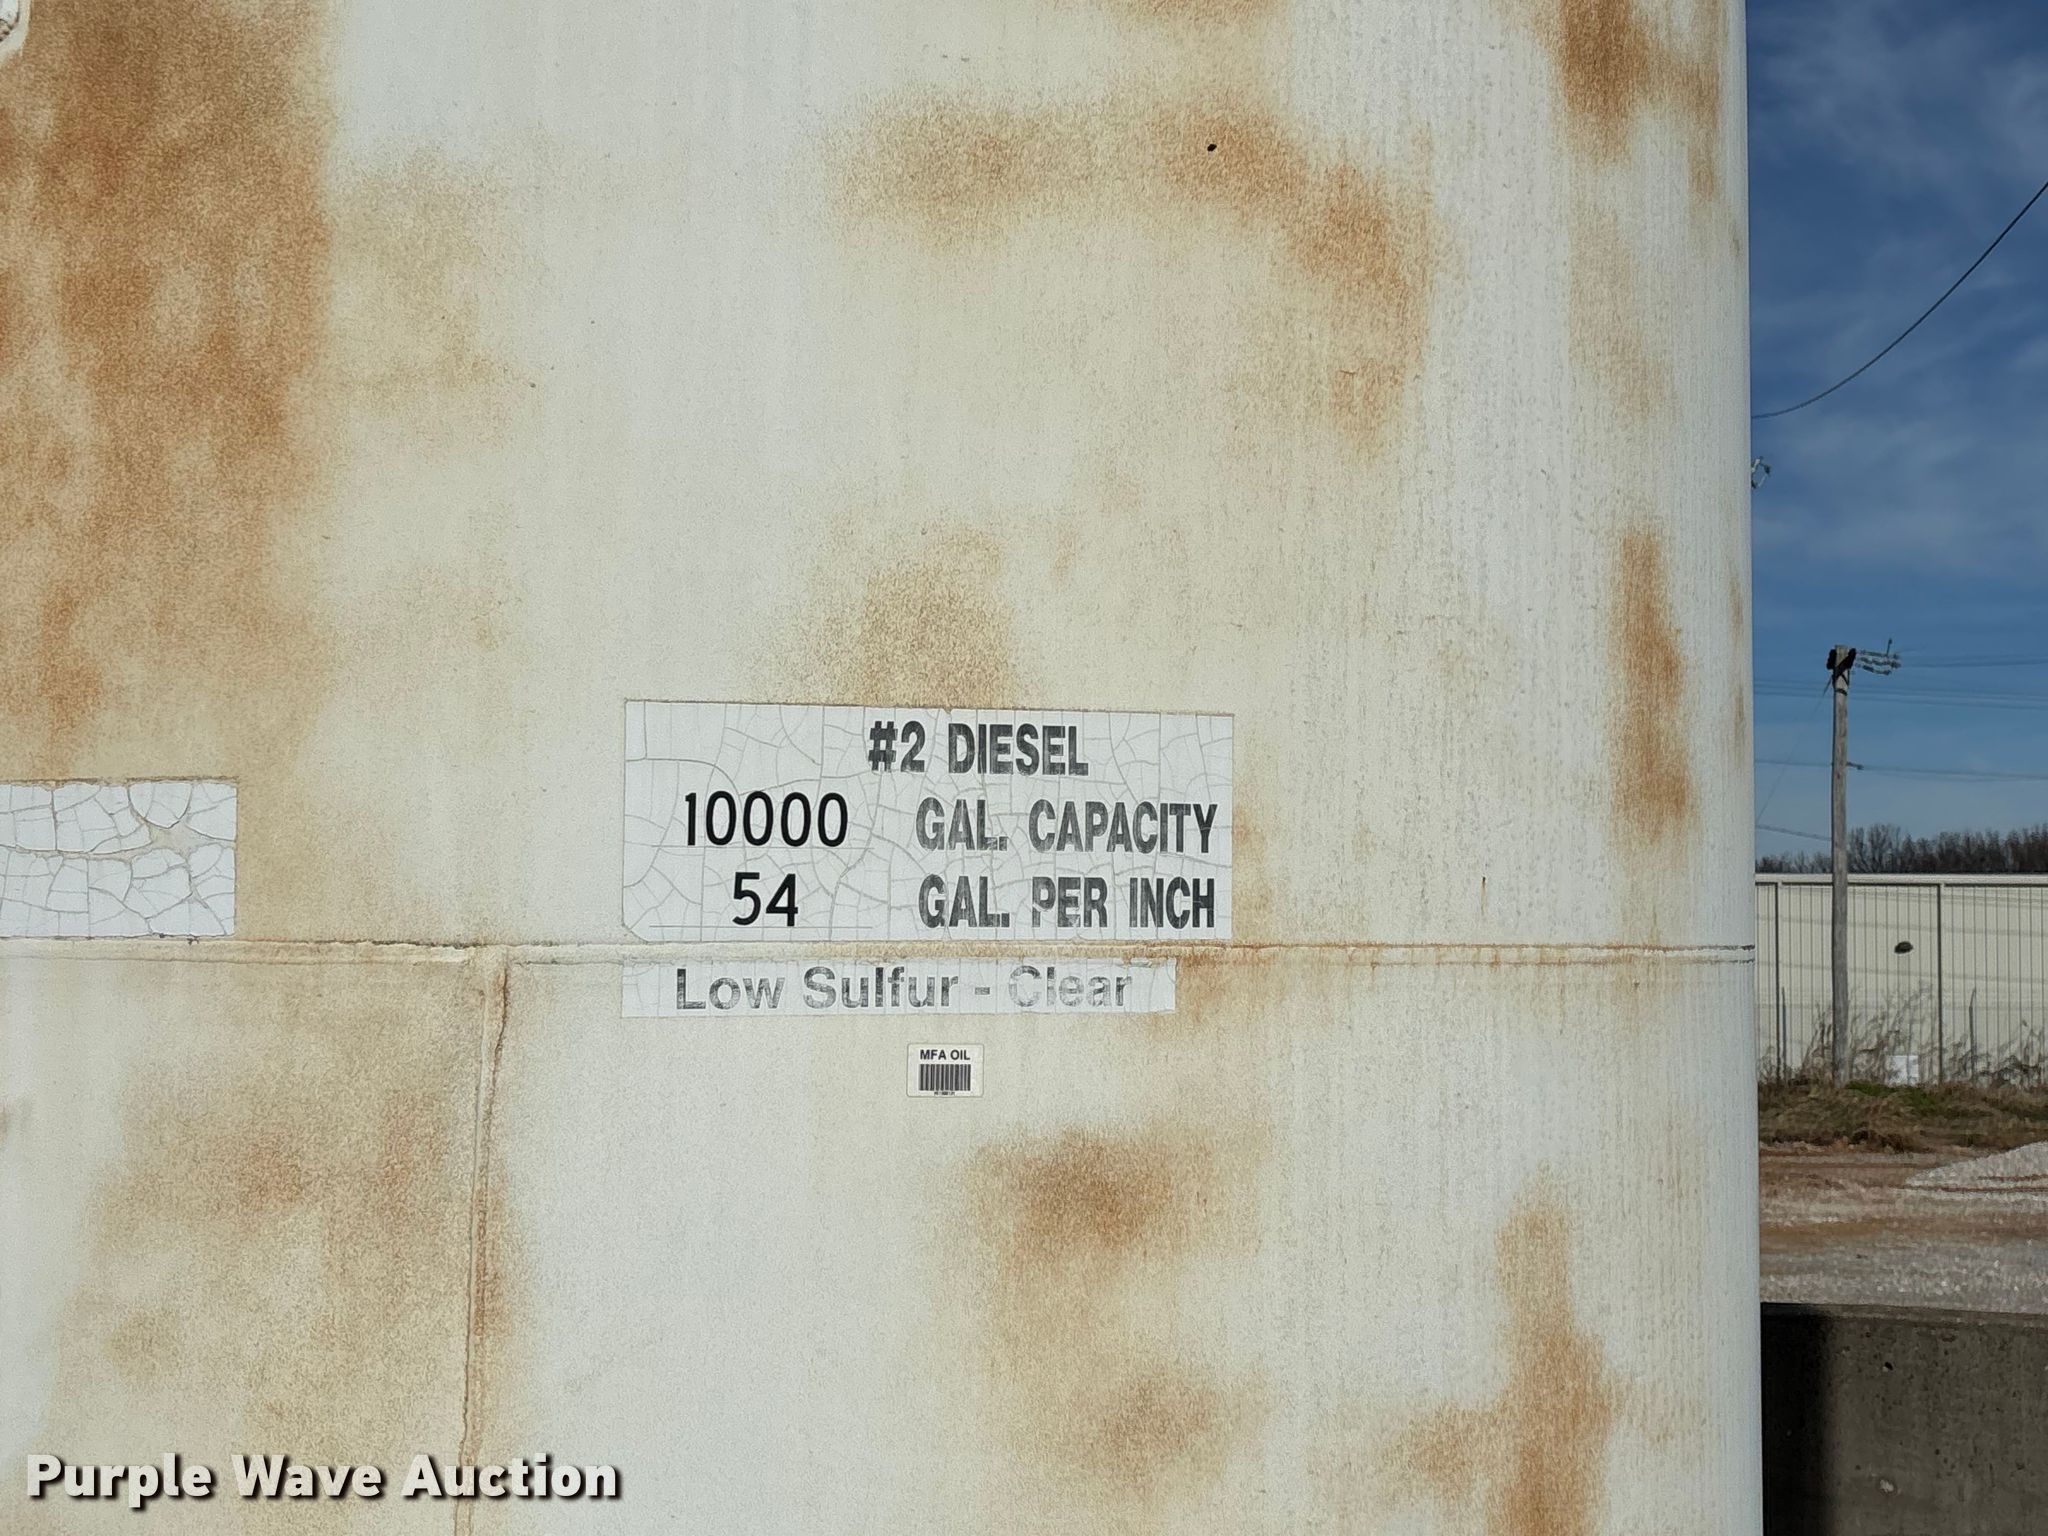 #2 DIESEL
10000 GAL. CAPACITY
54 GAL. PER INCH
Low Sulfur - Clear
MFA OIL
Purple Wave Auction